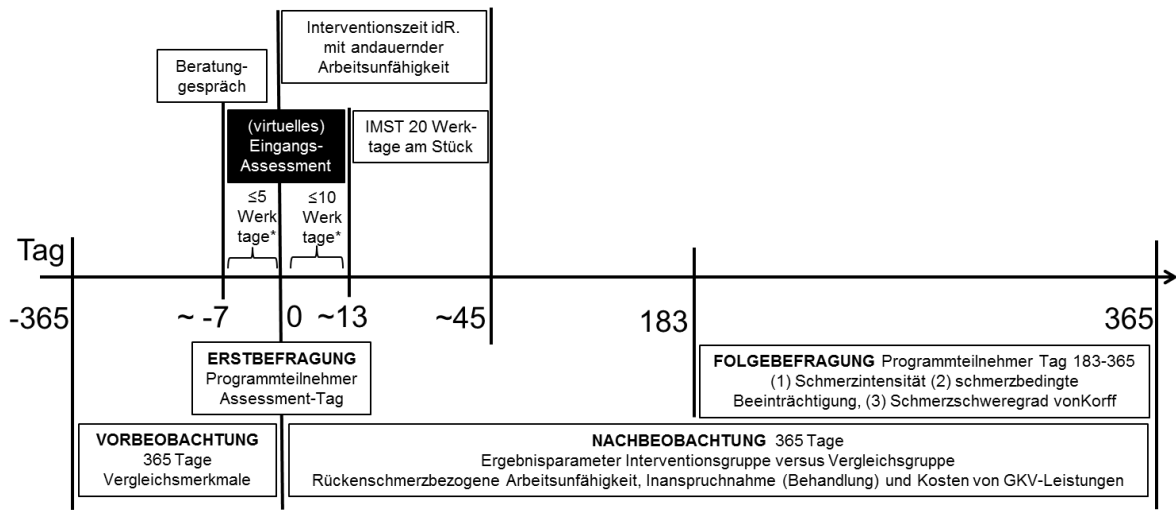 Interventionszeit idR.
mit andauernder
Arbeitsunfähigkeit
Beratung-
gespräch
(virtuelles)
Eingangs-
Assessment
IMST 20 Werk-
tage am Stück
≤5
Werk
tage*
≤10
Werk
tage*
Tag
-365
~ -7
0
~13
~45
183
365
ERSTBEFRAGUNG
Programmteilnehmer
Assessment-Tag
FOLGEBEFRAGUNG Programmteilnehmer Tag 183-365
(1) Schmerzintensität (2) schmerzbedingte
Beeinträchtigung, (3) Schmerzschweregrad vonKorff
VORBEOBACHTUNG
365 Tage
Vergleichsmerkmale
NACHBEOBACHTUNG 365 Tage
Ergebnisparameter Interventionsgruppe versus Vergleichsgruppe
Rückenschmerzbezogene Arbeitsunfähigkeit, Inanspruchnahme (Behandlung) und Kosten von GKV-Leistungen